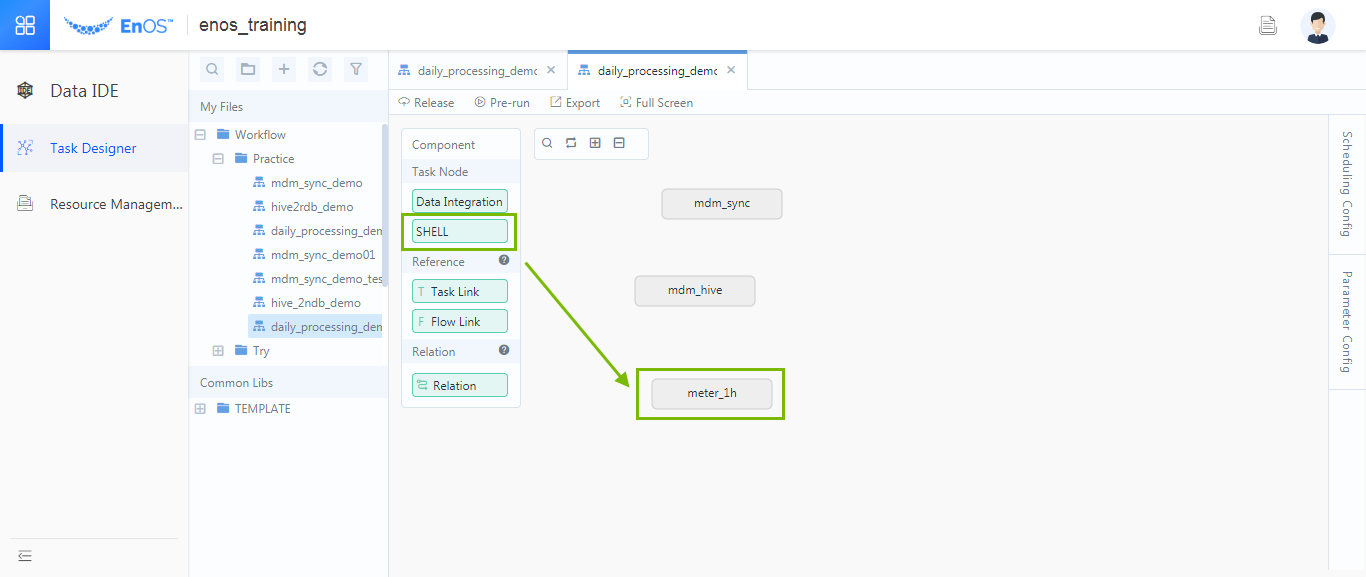 EnOS™
enos_training
Data IDE
Task Designer
Resource Managem...
My Files
Workflow
Practice
mdm_sync_demo
hive2rdb_demo
daily_processing_den
mdm_sync_demo01
mdm_sync_demo_tes
hive_2ndb_demo
daily_processing_den
Try
Common Libs
TEMPLATE
daily_processing_demo
daily_processing_demo
Release
Pre-run
Export
Full Screen
Component
Task Node
Data Integration
SHELL
Reference
T Task Link
F Flow Link
Relation
Relation
mdm_sync
mdm_hive
meter_1h
Scheduling Config
Parameter Config